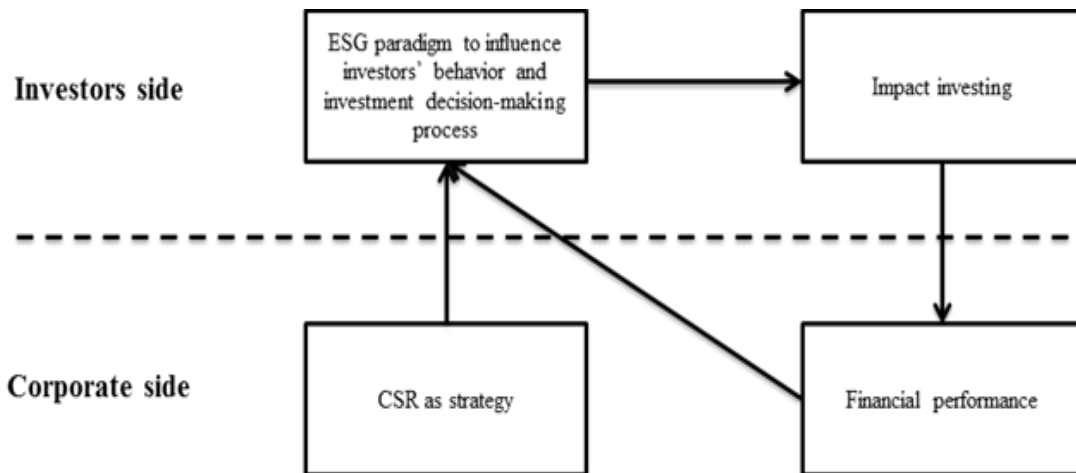 ESG paradigm to influence
investors’ behavior and
investment decision-making
process
Investors side
Impact investing
Corporate side
CSR as strategy
Financial performance